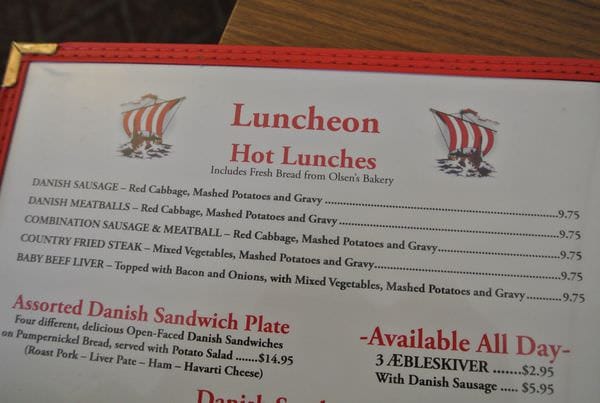 Luncheon
Hot Lunches
Includes Fresh Bread from Olsen's Bakery
DANISH SAUSAGE – Red Cabbage, Mashed Potatoes and Gravy ......................................................9.75
DANISH MEATBALLS – Red Cabbage, Mashed Potatoes and Gravy ......................................................9.75
COMBINATION SAUSAGE & MEATBALL – Red Cabbage, Mashed Potatoes and Gravy..............................9.75
COUNTRY FRIED STEAK – Mixed Vegetables, Mashed Potatoes and Gravy..............................................9.75
BABY BEEF LIVER – Topped with Bacon and Onions, with Mixed Vegetables, Mashed Potatoes and Gravy.........9.75
Assorted Danish Sandwich Plate
Four different, delicious Open-Faced Danish Sandwiches
on Pumpernickel Bread, served with Potato Salad .......$14.95
(Roast Pork – Liver Pate – Ham – Havarti Cheese)
-Available All Day-
3 ÆBLESKIVER .......$2.95
With Danish Sausage ..... $5.95
Danish